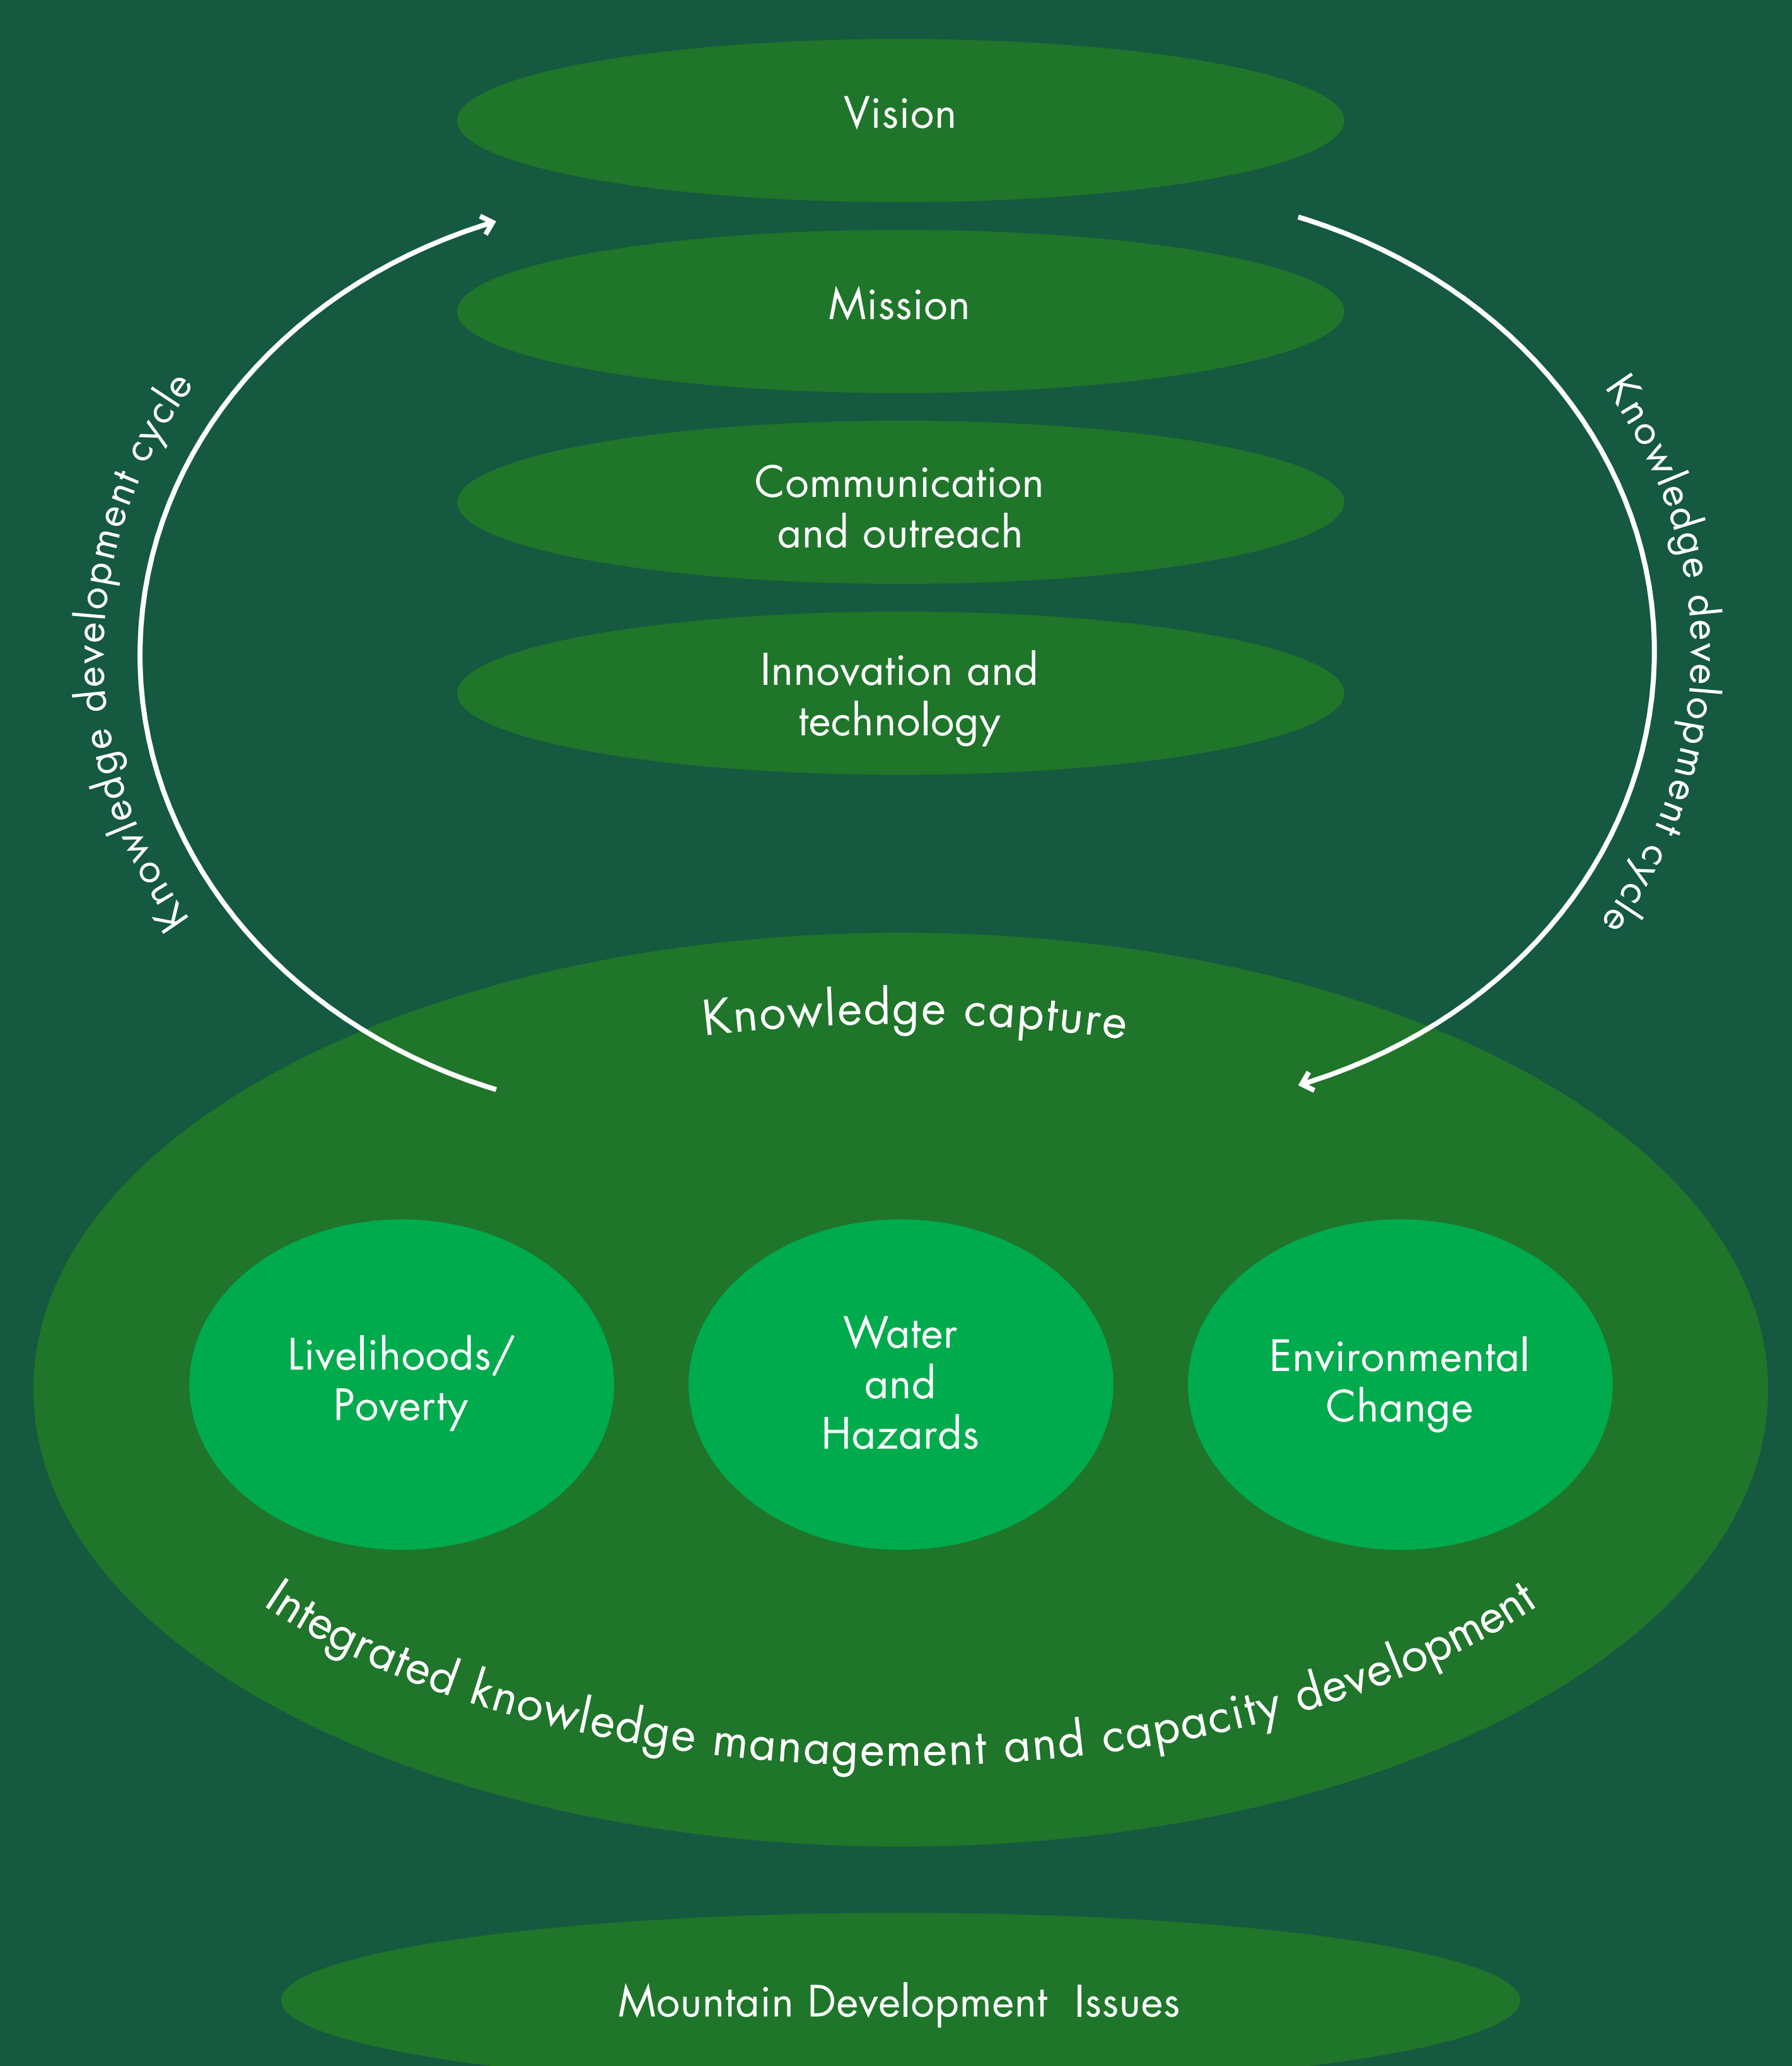 Vision
Mission
Knowledge development cycle
Knowledge development cycle
Communication
and outreach
Innovation and
technology
Knowledge capture
Livelihoods/
Poverty
Water
and
Hazards
Environmental
Change
Integrated knowledge management and capacity development
Mountain Development Issues